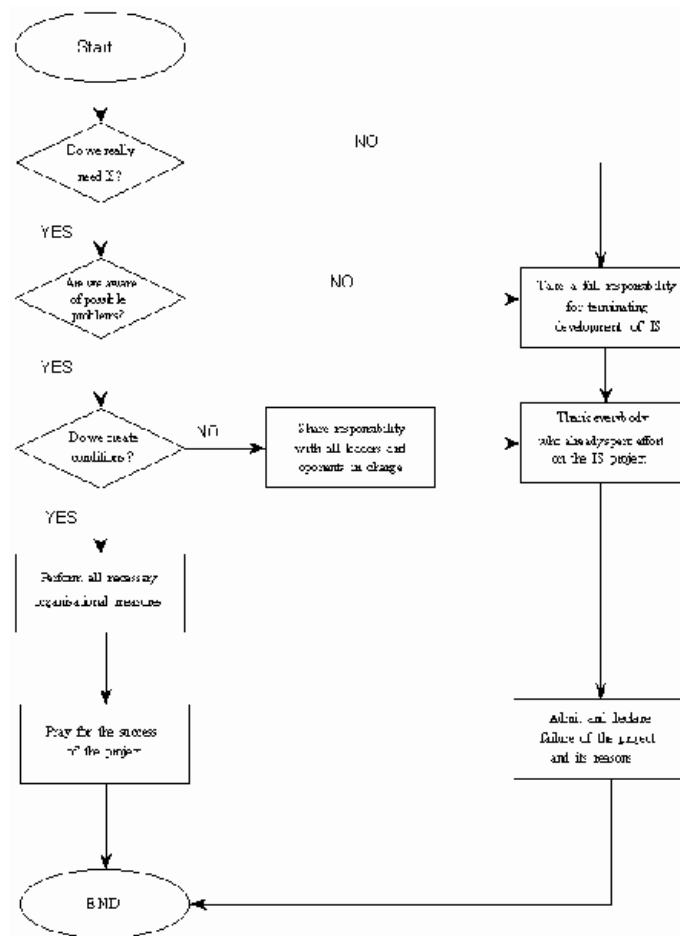 Start
Do we really
need X?
NO
YES
Are we aware
of possible
problems?
NO
Take a full responsibility
for terminating
development of IS
YES
Do we create
conditions?
NO
Share responsibility
with all leaders and
oponents in charge
Thank everybody
who already spent effort
on the IS project
YES
Perform all necessary
organisational measures
Pray for the success
of the project
Admit and declare
failure of the project
and its reasons
END